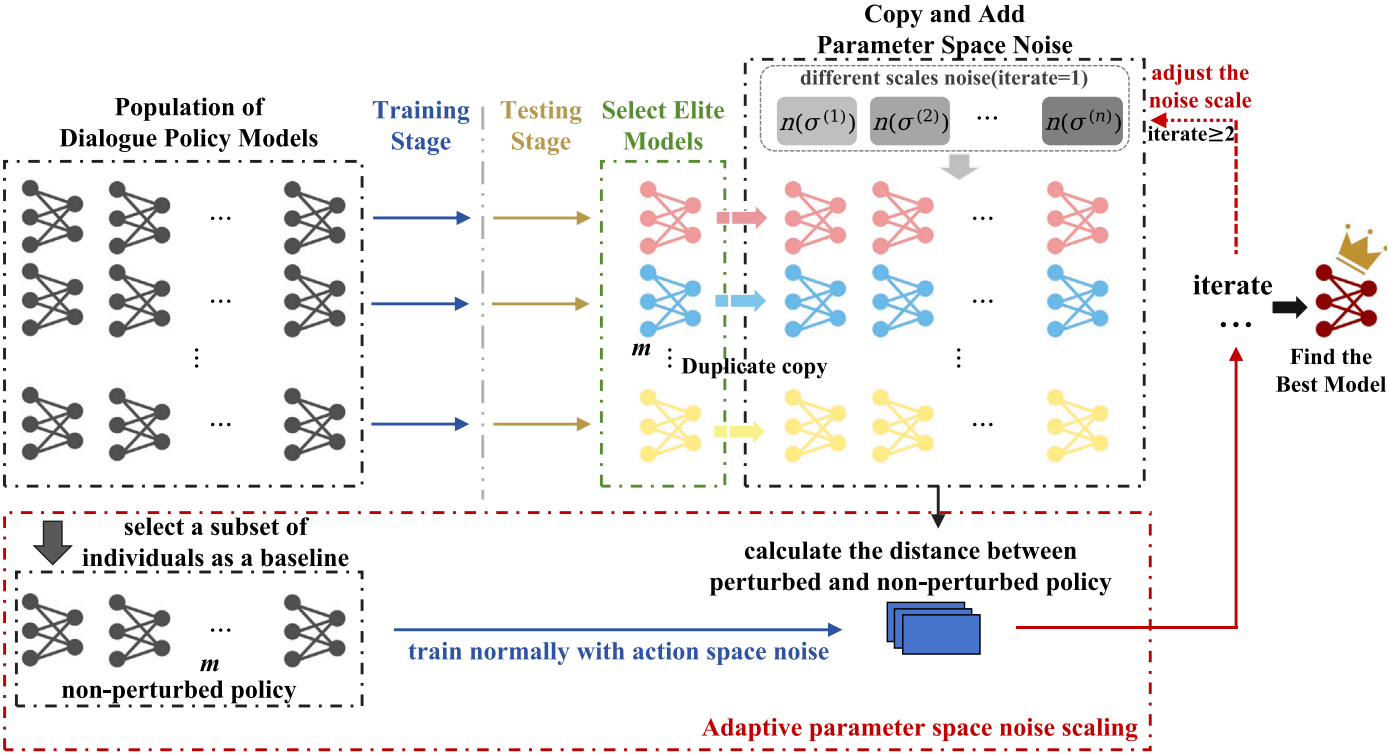 Copy and Add
Parameter Space Noise
different scales noise(iterate=1)
n(σ⁽¹⁾) n(σ⁽²⁾) ... n(σ⁽ⁿ⁾)
adjust the
noise scale
iterate≥2
Population of
Dialogue Policy Models
Training
Stage
Testing
Stage
Select Elite
Models
...
...
...
...
iterate
...
m
Duplicate copy
Find the
Best Model
...
...
select a subset of
individuals as a baseline
...
m
non-perturbed policy
train normally with action space noise
calculate the distance between
perturbed and non-perturbed policy
Adaptive parameter space noise scaling